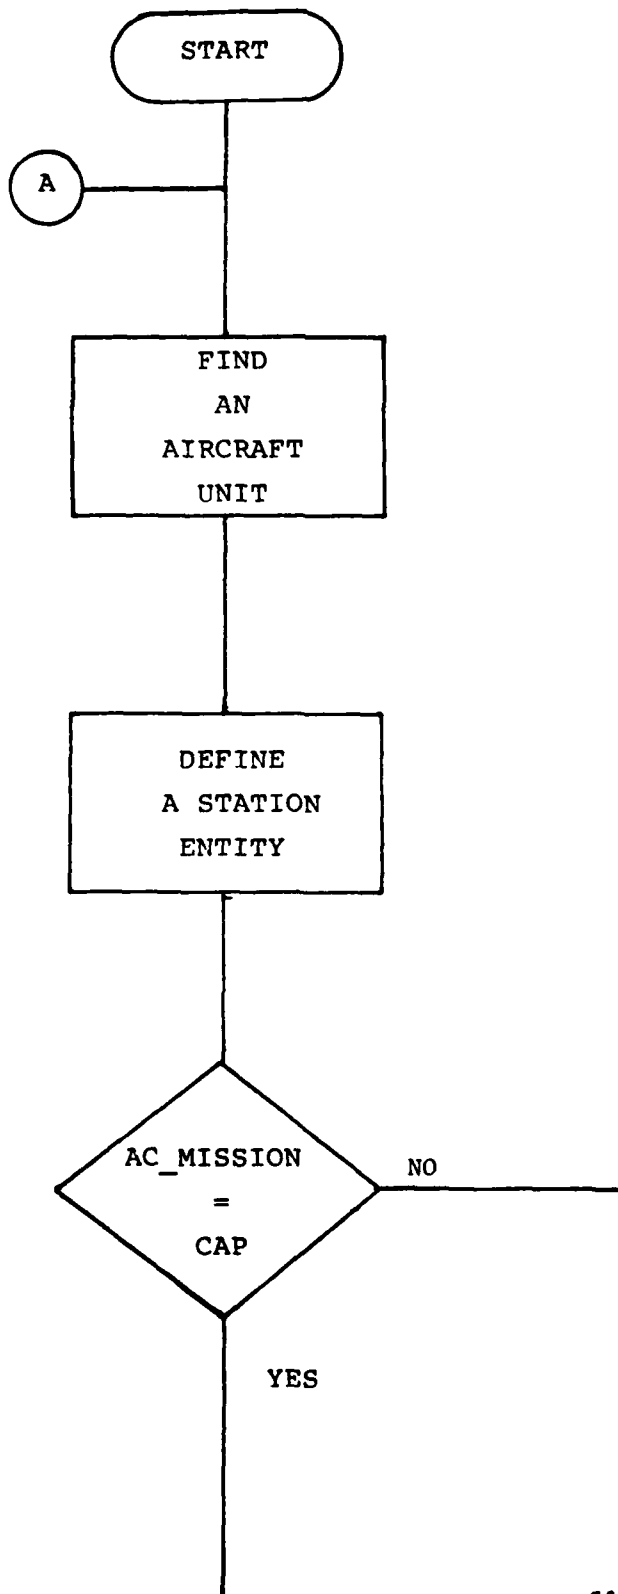 START
A
FIND
AN
AIRCRAFT
UNIT
DEFINE
A STATION
ENTITY
AC_MISSION
=
CAP
NO
YES